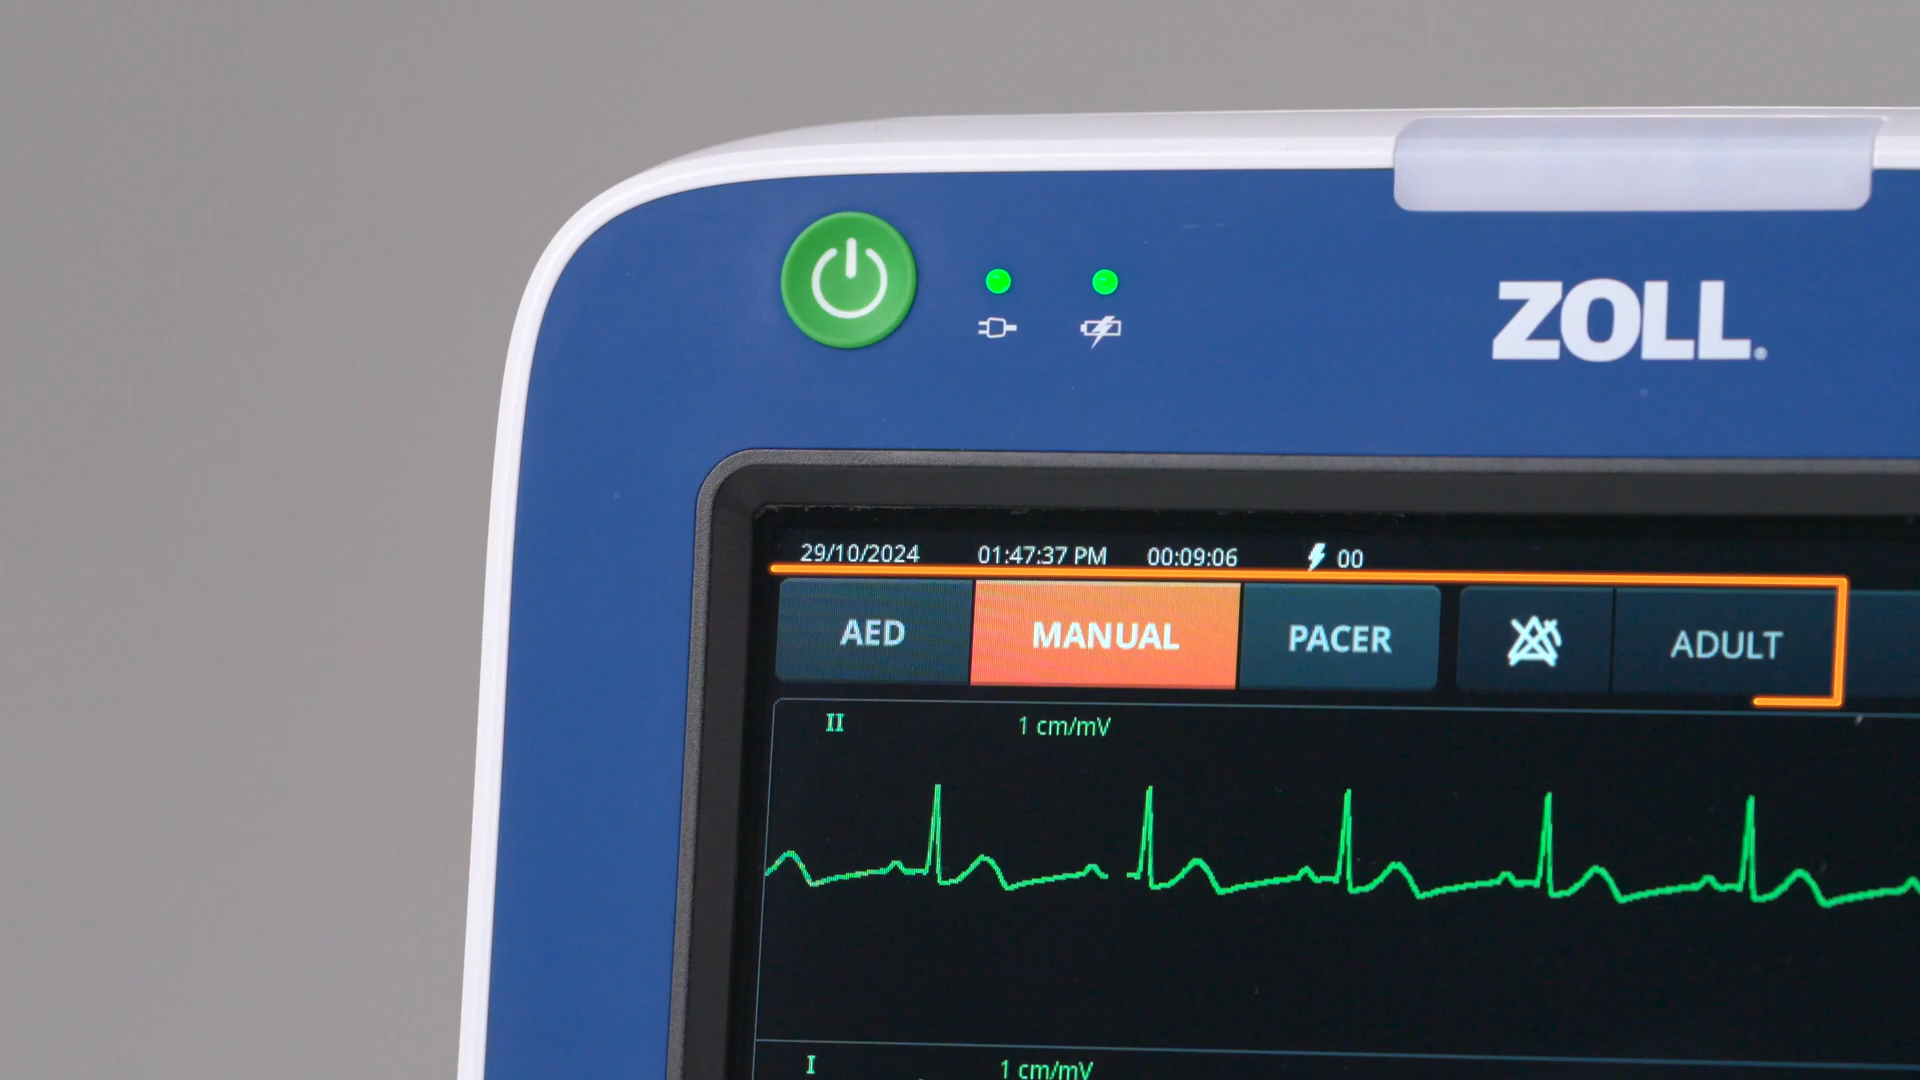 ZOLL.
29/10/2024 01:47:37 PM 00:09:06 00
AED MANUAL PACER ADULT
II 1 cm/mV
I 1 cm/mV